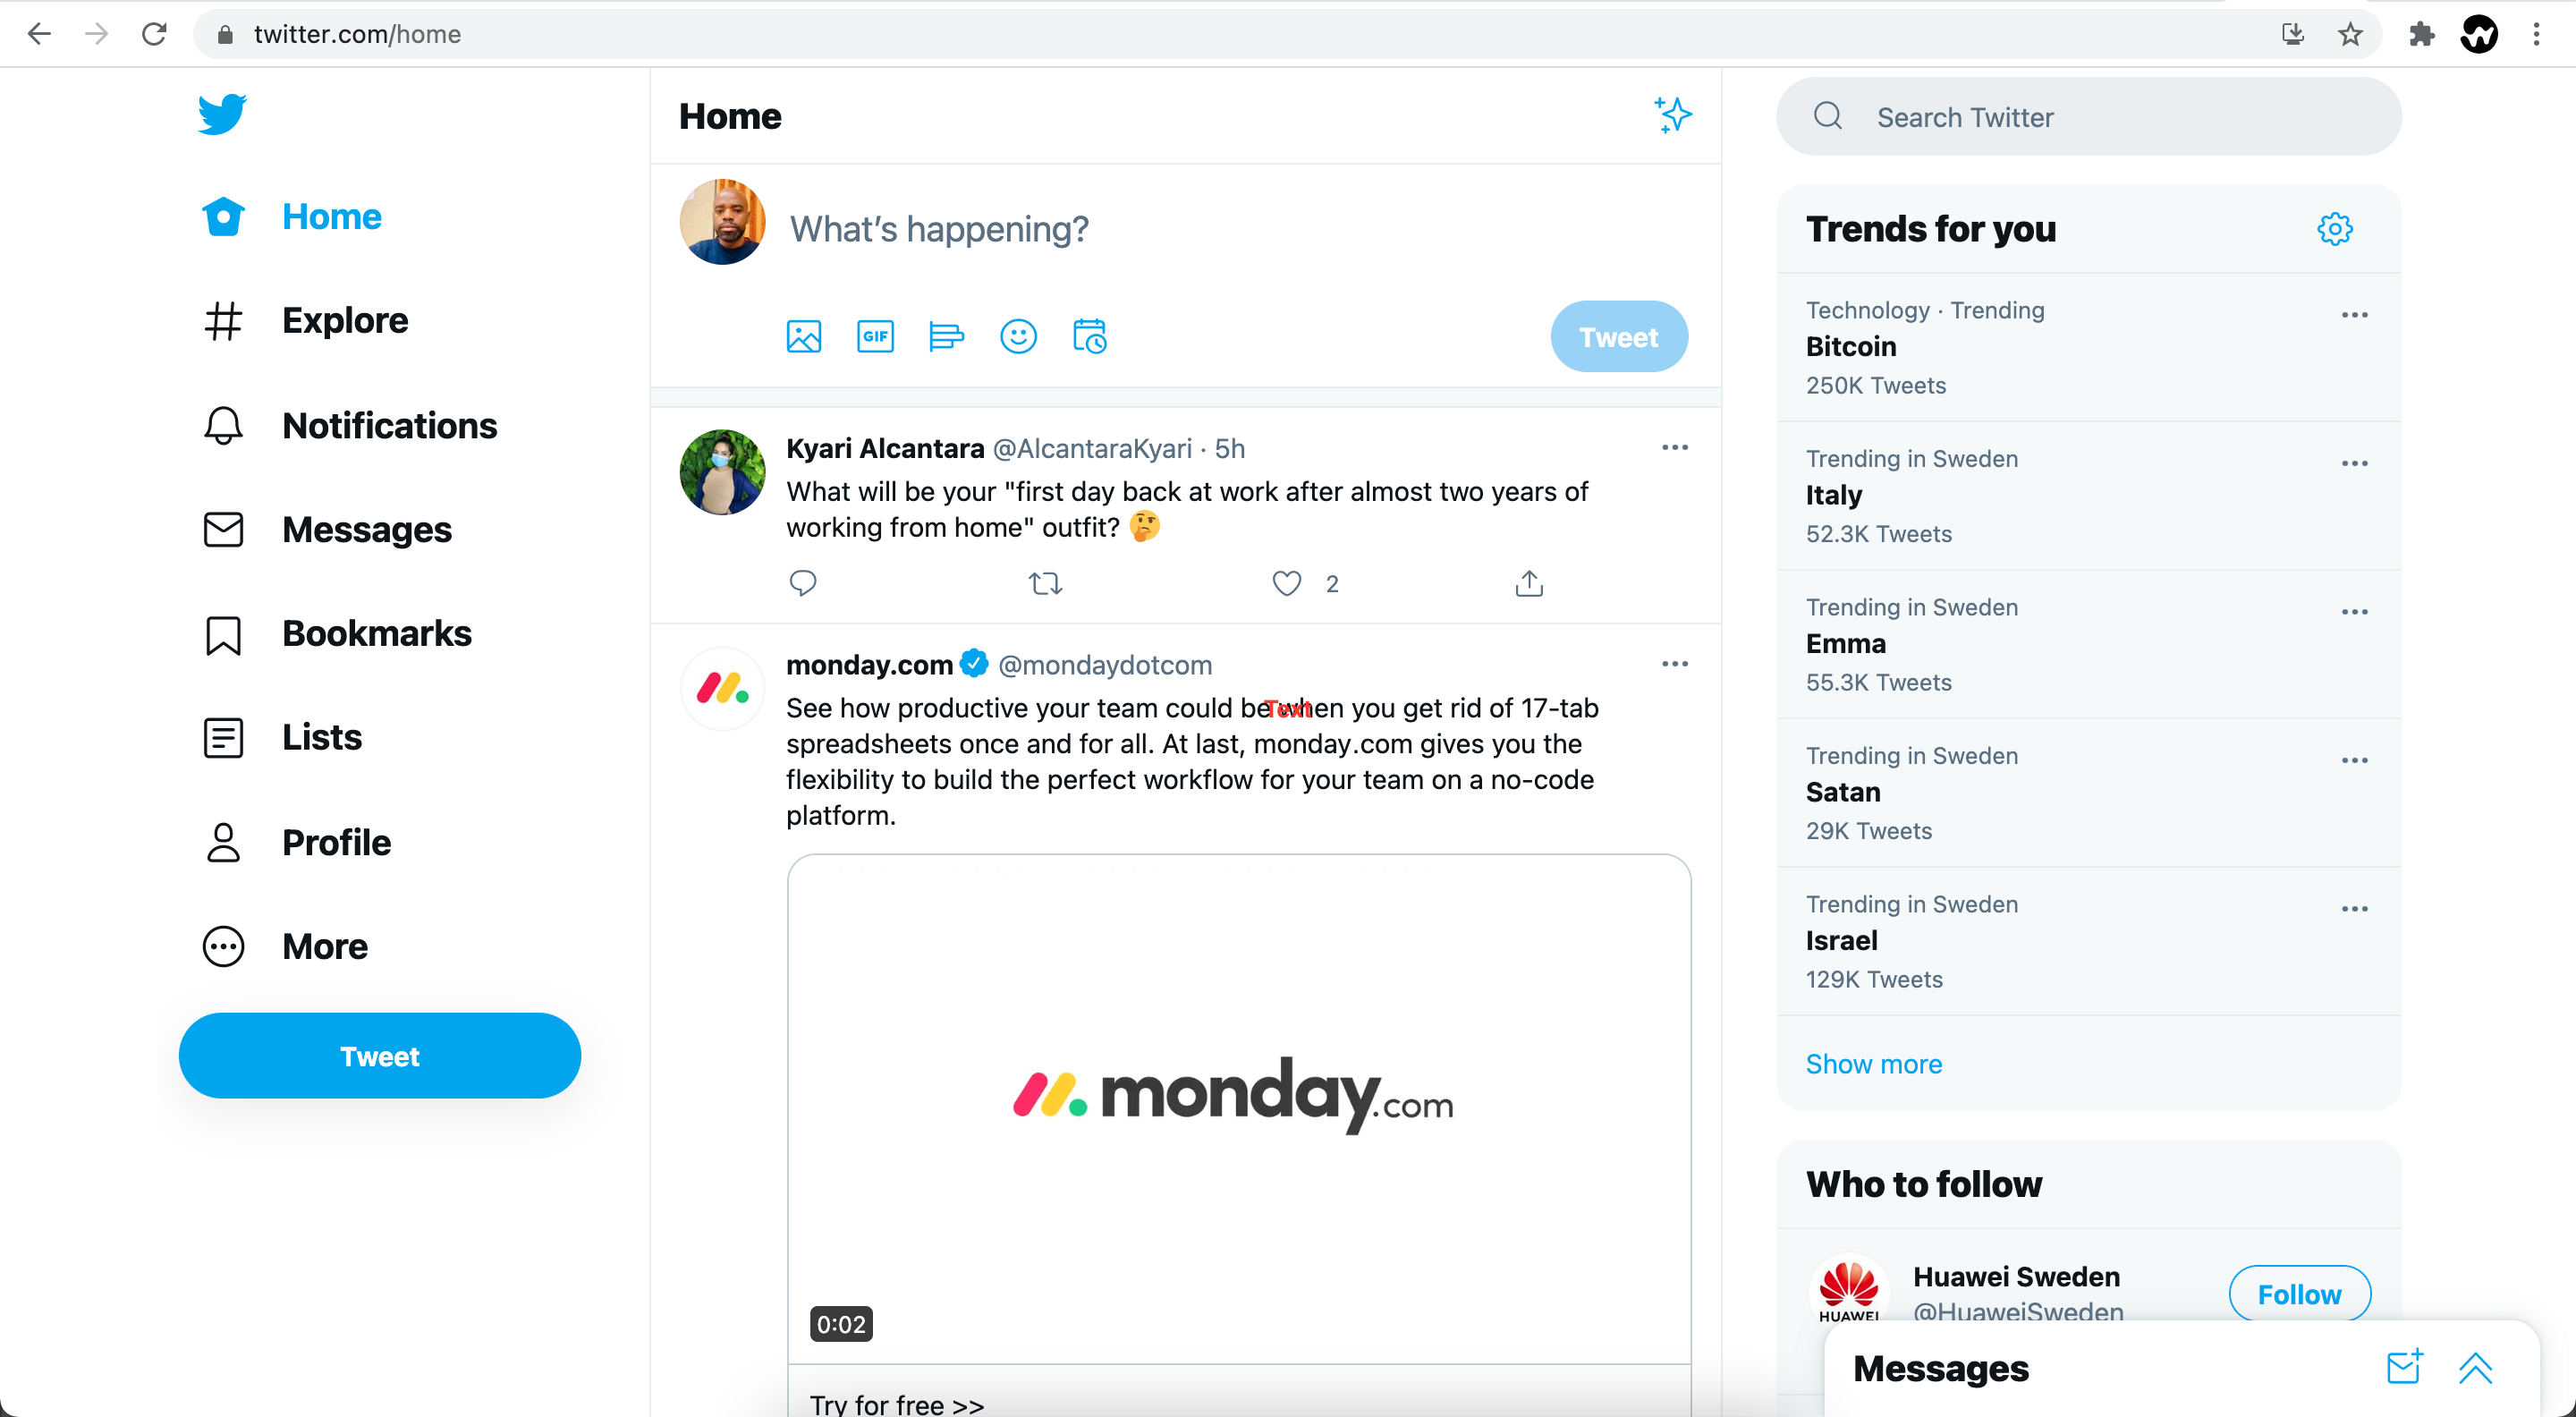 twitter.com/home
Home
Explore
Notifications
Messages
Bookmarks
Lists
Profile
More
Tweet
Home
What's happening?
GIF
Tweet
Kyari Alcantara @AlcantaraKyari · 5h
What will be your "first day back at work after almost two years of
working from home" outfit? 🤔
2
monday.com @mondaydotcom
See how productive your team could be when you get rid of 17-tab
Text
spreadsheets once and for all. At last, monday.com gives you the
flexibility to build the perfect workflow for your team on a no-code
platform.
monday.com
0:02
Try for free >>
Search Twitter
Trends for you
Technology · Trending
Bitcoin
250K Tweets
Trending in Sweden
Italy
52.3K Tweets
Trending in Sweden
Emma
55.3K Tweets
Trending in Sweden
Satan
29K Tweets
Trending in Sweden
Israel
129K Tweets
Show more
Who to follow
HUAWEI
Huawei Sweden
@HuaweiSweden
Follow
Messages